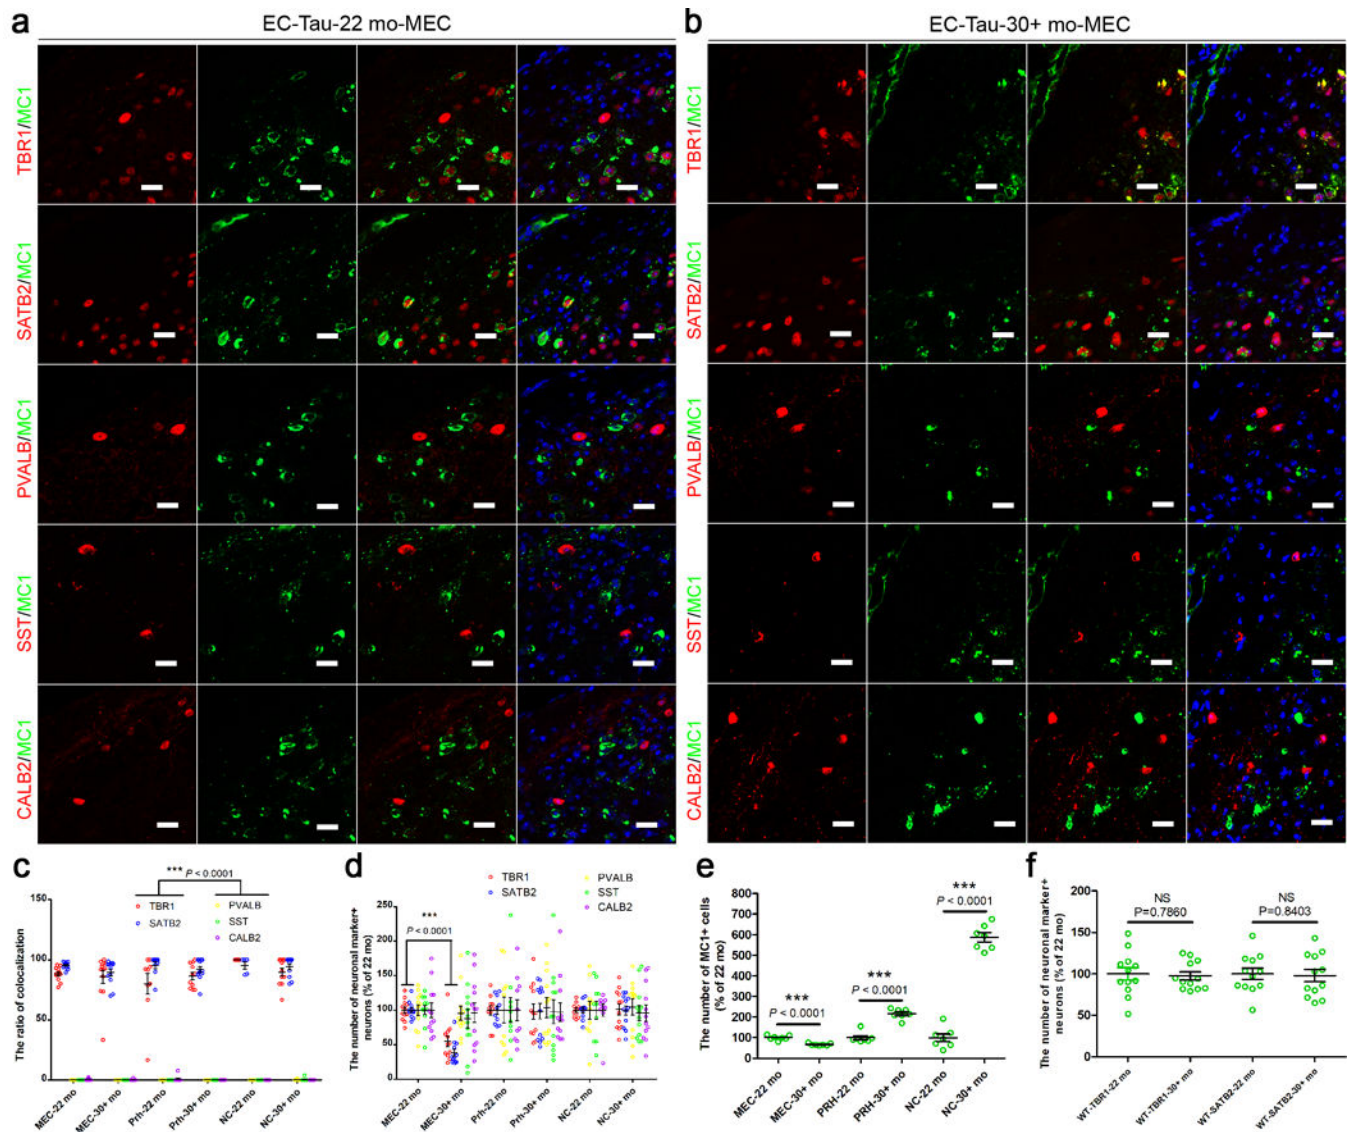 a
EC-Tau-22 mo-MEC
TBR1/MC1
SATB2/MC1
PVALB/MC1
SST/MC1
CALB2/MC1
b
EC-Tau-30+ mo-MEC
TBR1/MC1
SATB2/MC1
PVALB/MC1
SST/MC1
CALB2/MC1
c
The ratio of colocalization
150
100
50
0
*** P < 0.0001
TBR1
SATB2
PVALB
SST
CALB2
MEC-22 mo
MEC-30+ mo
Prh-22 mo
Prh-30+ mo
NC-22 mo
NC-30+ mo
d
The number of neuronal marker+
neurons (% of 22 mo)
250
200
150
100
50
0
TBR1
SATB2
PVALB
SST
CALB2
***
P < 0.0001
MEC-22 mo
MEC-30+ mo
Prh-22 mo
Prh-30+ mo
NC-22 mo
NC-30+ mo
e
The number of MC1+ cells
(% of 22 mo)
800
700
600
500
400
300
200
100
0
***
P < 0.0001
***
P < 0.0001
***
P < 0.0001
MEC-22 mo
MEC-30+ mo
PRH-22 mo
PRH-30+ mo
NC-22 mo
NC-30+ mo
f
The number of neuronal marker+
neurons (% of 22 mo)
200
150
100
50
0
NS
P=0.7860
NS
P=0.8403
WT-TBR1-22 mo
WT-TBR1-30+ mo
WT-SATB2-22 mo
WT-SATB2-30+ mo